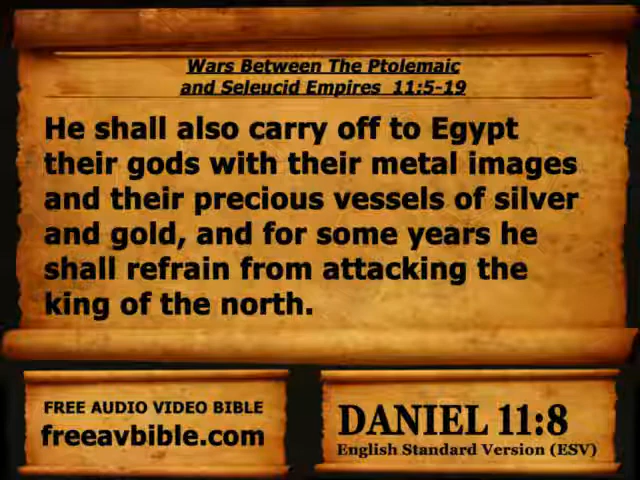 Wars Between The Ptolemaic
and Seleucid Empires 11:5-19
He shall also carry off to Egypt
their gods with their metal images
and their precious vessels of silver
and gold, and for some years he
shall refrain from attacking the
king of the north.
FREE AUDIO VIDEO BIBLE
freeavbible.com
DANIEL 11:8
English Standard Version (ESV)